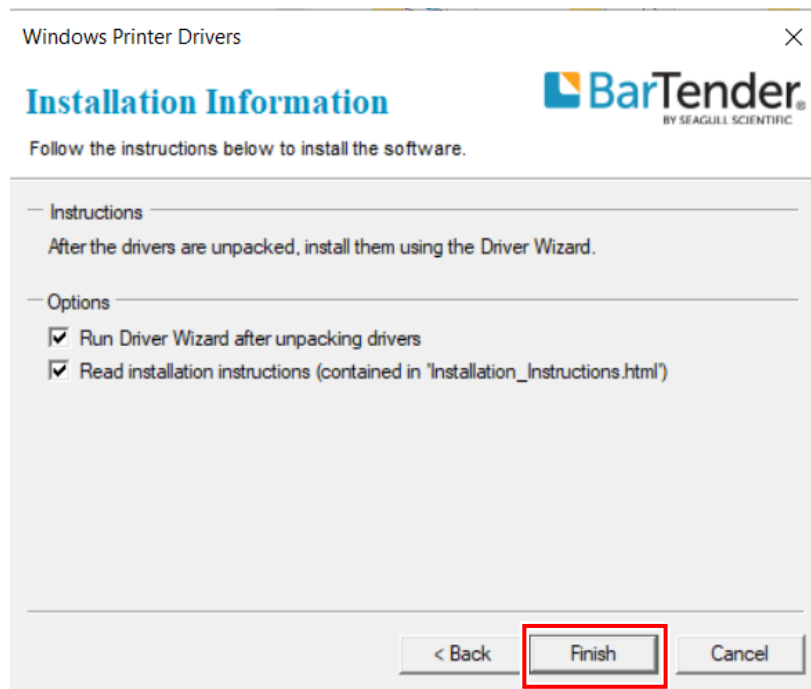 Windows Printer Drivers
Installation Information
BarTender®
BY SEAGULL SCIENTIFIC
Follow the instructions below to install the software.
Instructions
After the drivers are unpacked, install them using the Driver Wizard.
Options
Run Driver Wizard after unpacking drivers
Read installation instructions (contained in 'Installation_Instructions.html')
< Back Finish Cancel